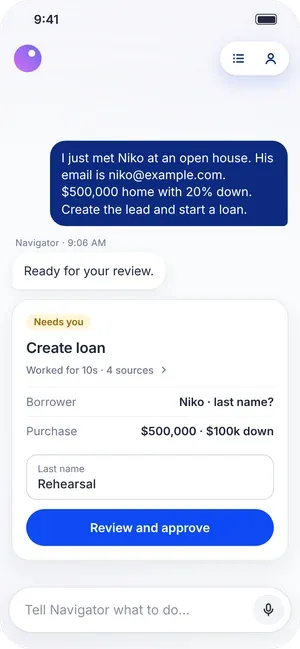 9:41
I just met Niko at an open house. His
email is niko@example.com.
$500,000 home with 20% down.
Create the lead and start a loan.
Navigator · 9:06 AM
Ready for your review.
Needs you
Create loan
Worked for 10s · 4 sources
Borrower Niko · last name?
Purchase $500,000 · $100k down
Last name
Rehearsal
Review and approve
Tell Navigator what to do...